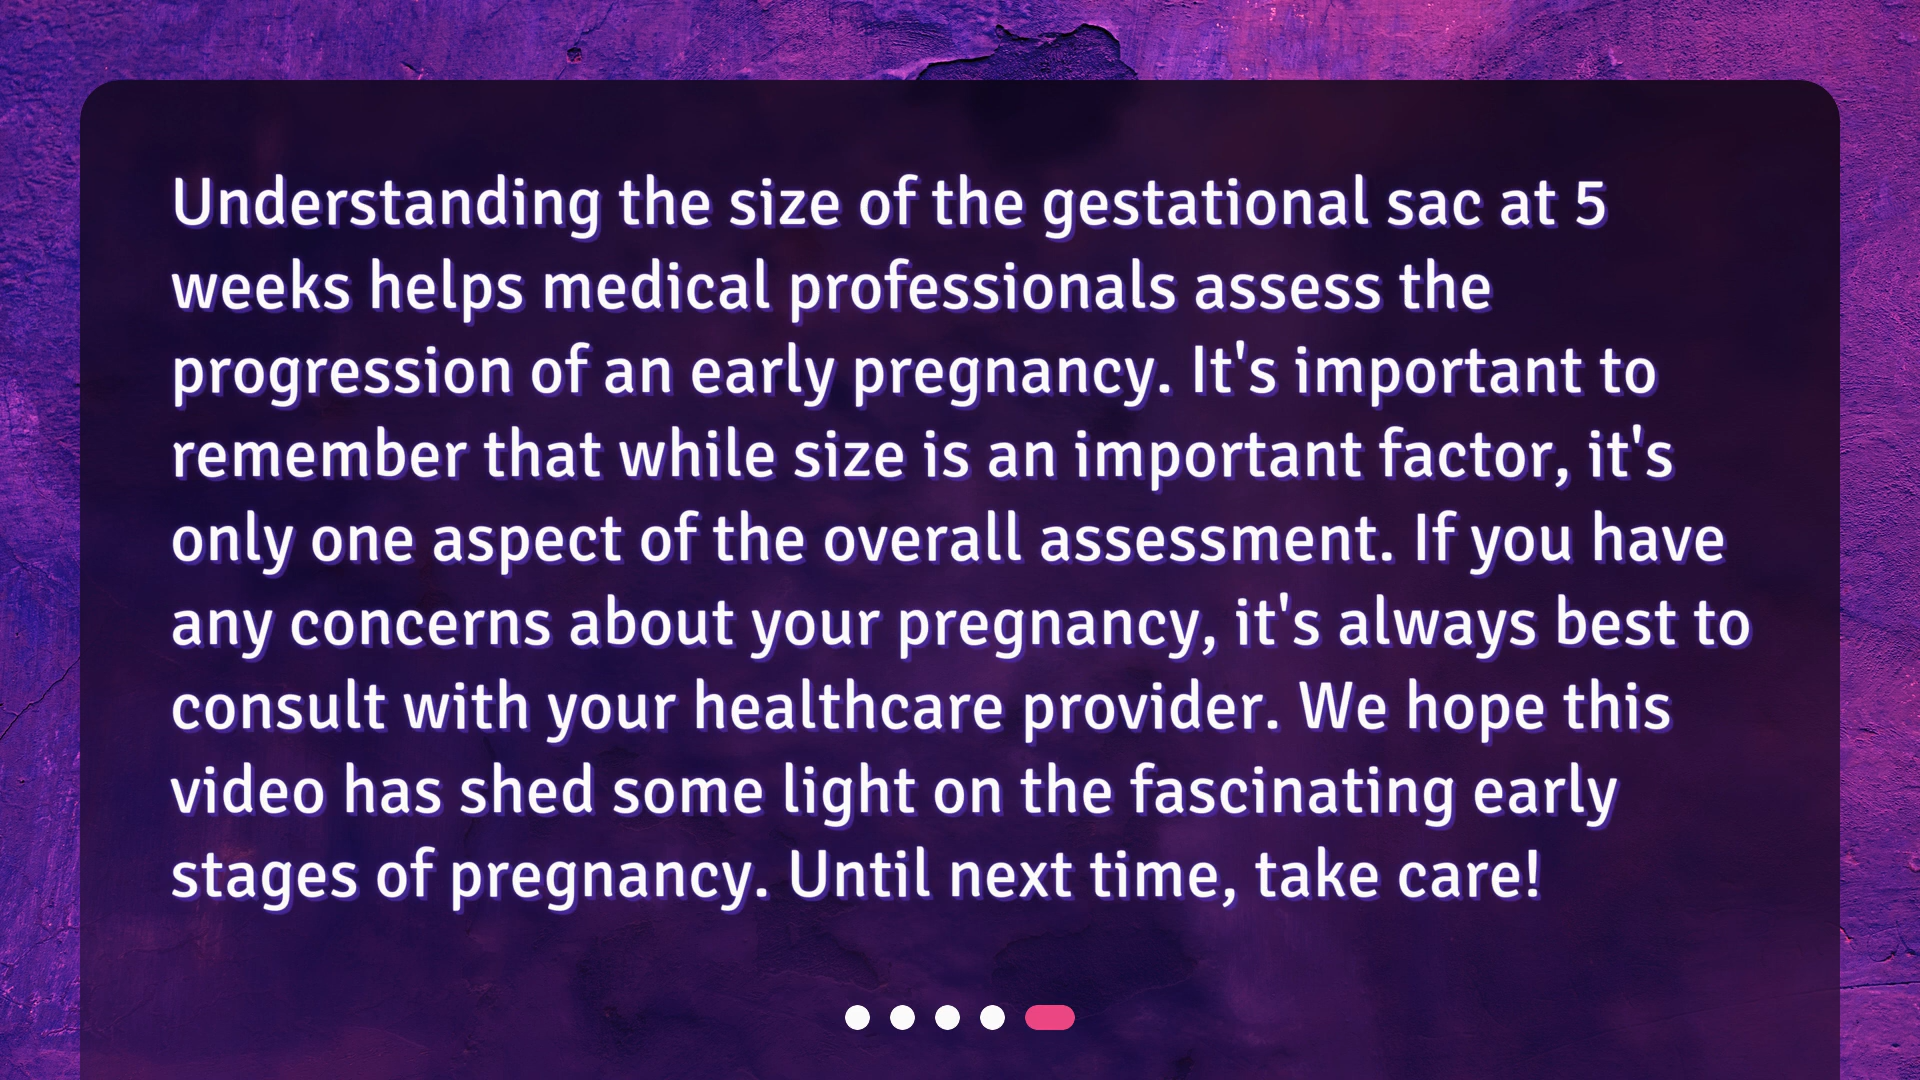 Understanding the size of the gestational sac at 5
weeks helps medical professionals assess the
progression of an early pregnancy. It's important to
remember that while size is an important factor, it's
only one aspect of the overall assessment. If you have
any concerns about your pregnancy, it's always best to
consult with your healthcare provider. We hope this
video has shed some light on the fascinating early
stages of pregnancy. Until next time, take care!